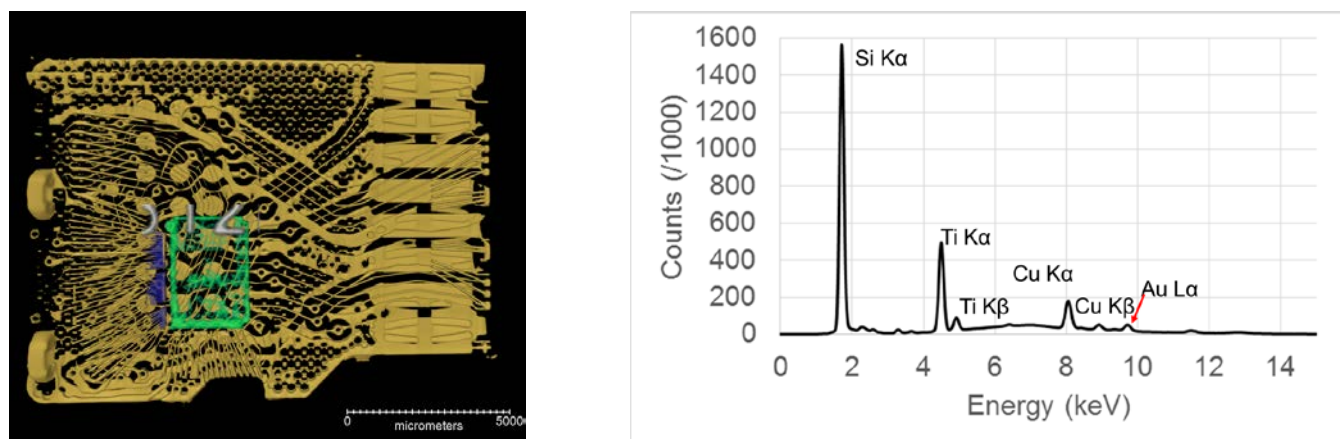 5000
micrometers
1600
1400
1200
1000
800
600
400
200
0
Counts (/1000)
Si Kα
Ti Kα
Ti Kβ
Cu Kα
Cu Kβ
Au Lα
0 2 4 6 8 10 12 14
Energy (keV)
0